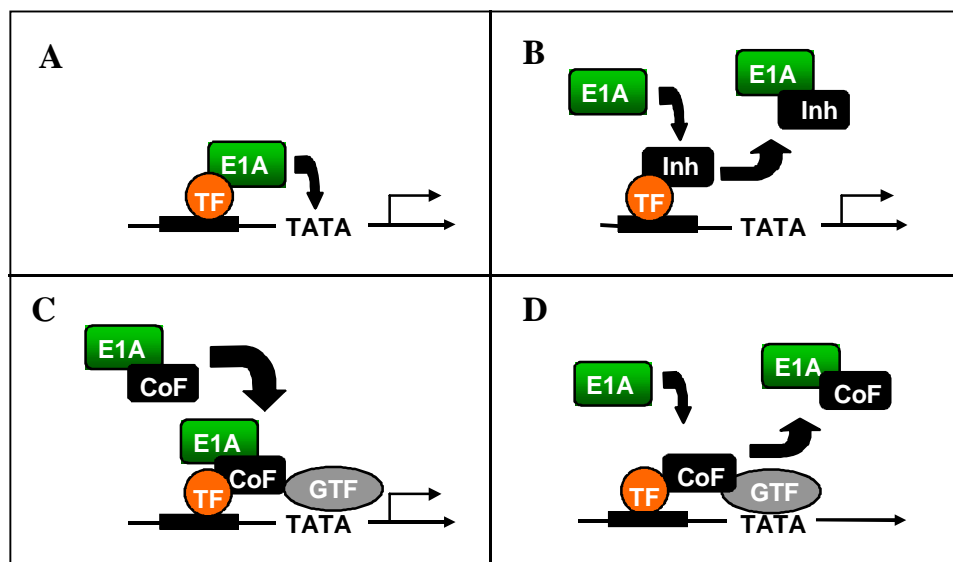 A
E1A
TF
TATA
B
E1A
E1A
Inh
Inh
TF
TATA
C
E1A
CoF
E1A
CoF
TF
GTF
TATA
D
E1A
E1A
CoF
CoF
TF
GTF
TATA